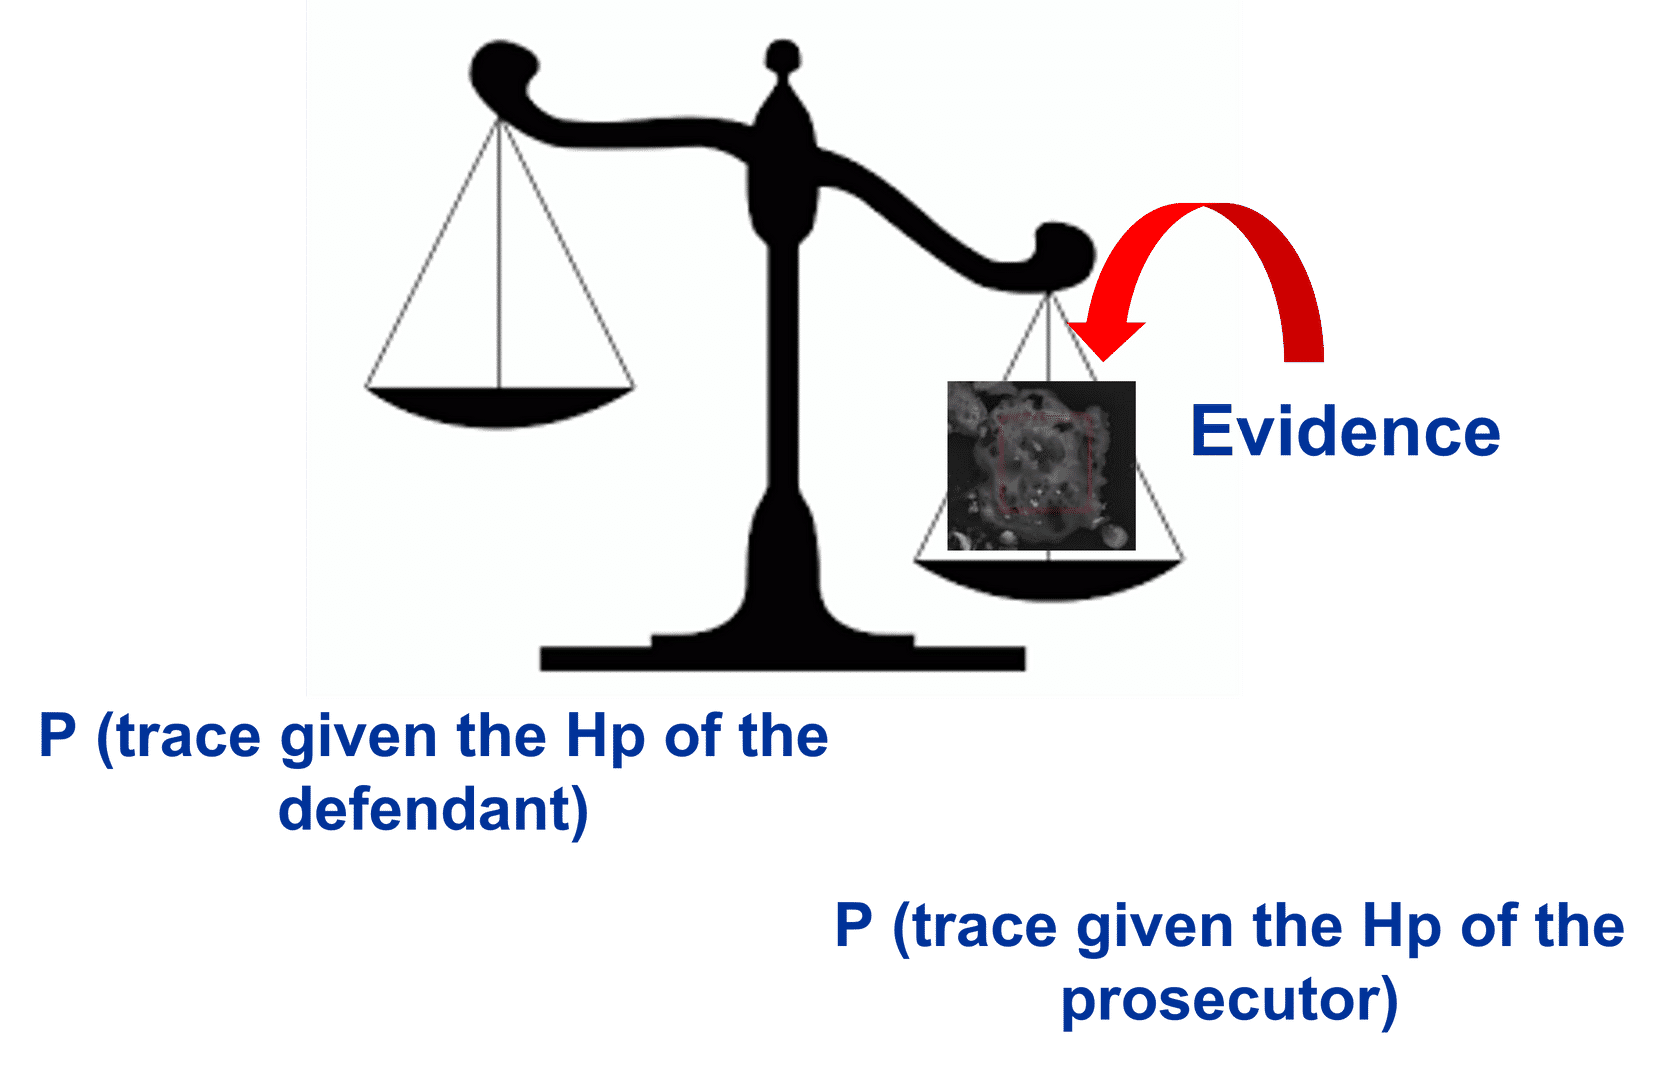 Evidence
P (trace given the Hp of the
defendant)
P (trace given the Hp of the
prosecutor)